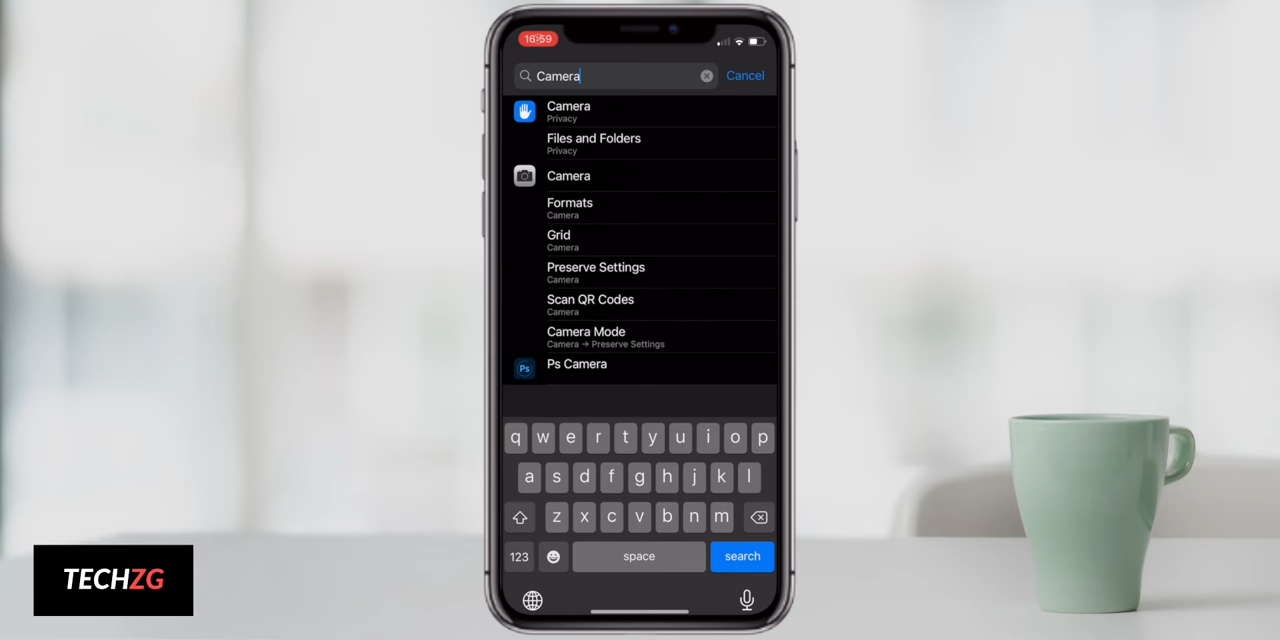 16:59
Camera
Cancel
Camera
Privacy
Files and Folders
Privacy
Camera
Formats
Camera
Grid
Camera
Preserve Settings
Camera
Scan QR Codes
Camera
Camera Mode
Camera → Preserve Settings
Ps
Ps Camera
q w e r t y u i o p
a s d f g h j k l
z x c v b n m
123
space
search
TECHZG